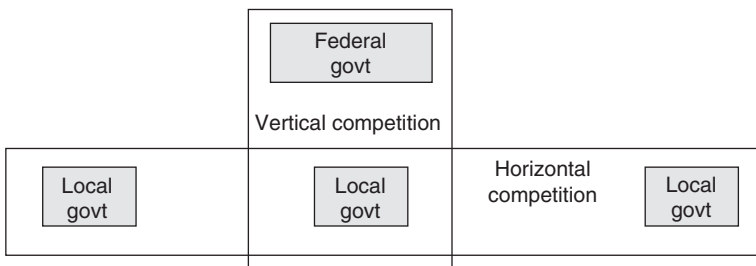 Federal
govt
Vertical competition
Local
govt
Local
govt
Horizontal
competition
Local
govt